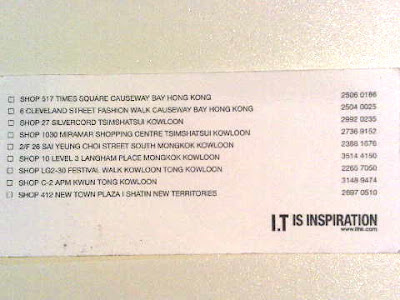 ☐ SHOP 517 TIMES SQUARE CAUSEWAY BAY HONG KONG 2506 0186
☐ 6 CLEVELAND STREET FASHION WALK CAUSEWAY BAY HONG KONG 2504 0025
☐ SHOP 27 SILVERCORD TSIMSHATSUI KOWLOON 2992 0235
☐ SHOP 1030 MIRAMAR SHOPPING CENTRE TSIMSHATSUI KOWLOON 2736 9152
☐ 2/F 26 SAI YEUNG CHOI STREET SOUTH MONGKOK KOWLOON 2388 1676
☐ SHOP 10 LEVEL 3 LANGHAM PLACE MONGKOK KOWLOON 3514 4150
☐ SHOP LG2-30 FESTIVAL WALK KOWLOON TONG KOWLOON 2265 7050
☐ SHOP C-2 APM KWUN TONG KOWLOON 3148 9474
☐ SHOP 412 NEW TOWN PLAZA I SHATIN NEW TERRITORIES 2697 0510
I.T IS INSPIRATION